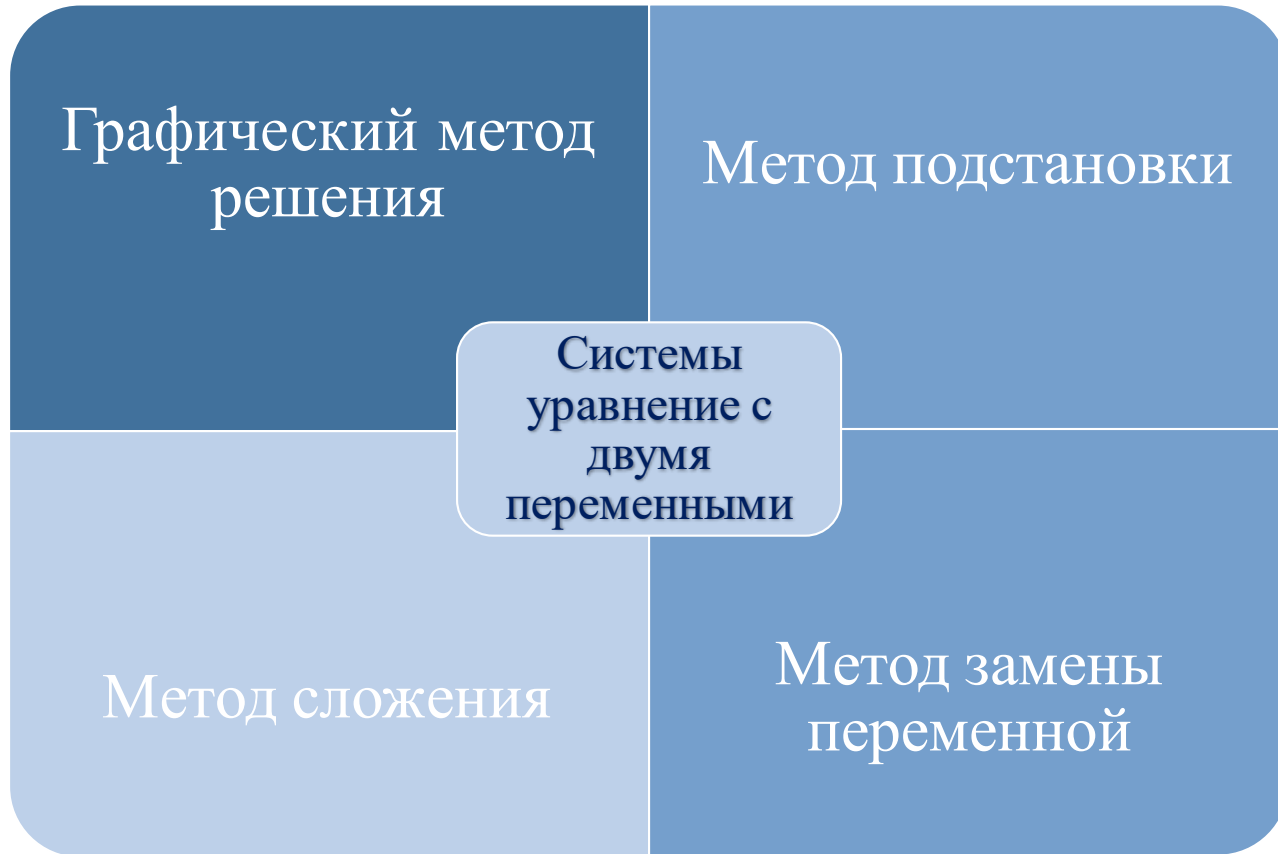 Графический метод
решения
Метод подстановки
Системы
уравнение с
двумя
переменными
Метод сложения
Метод замены
переменной